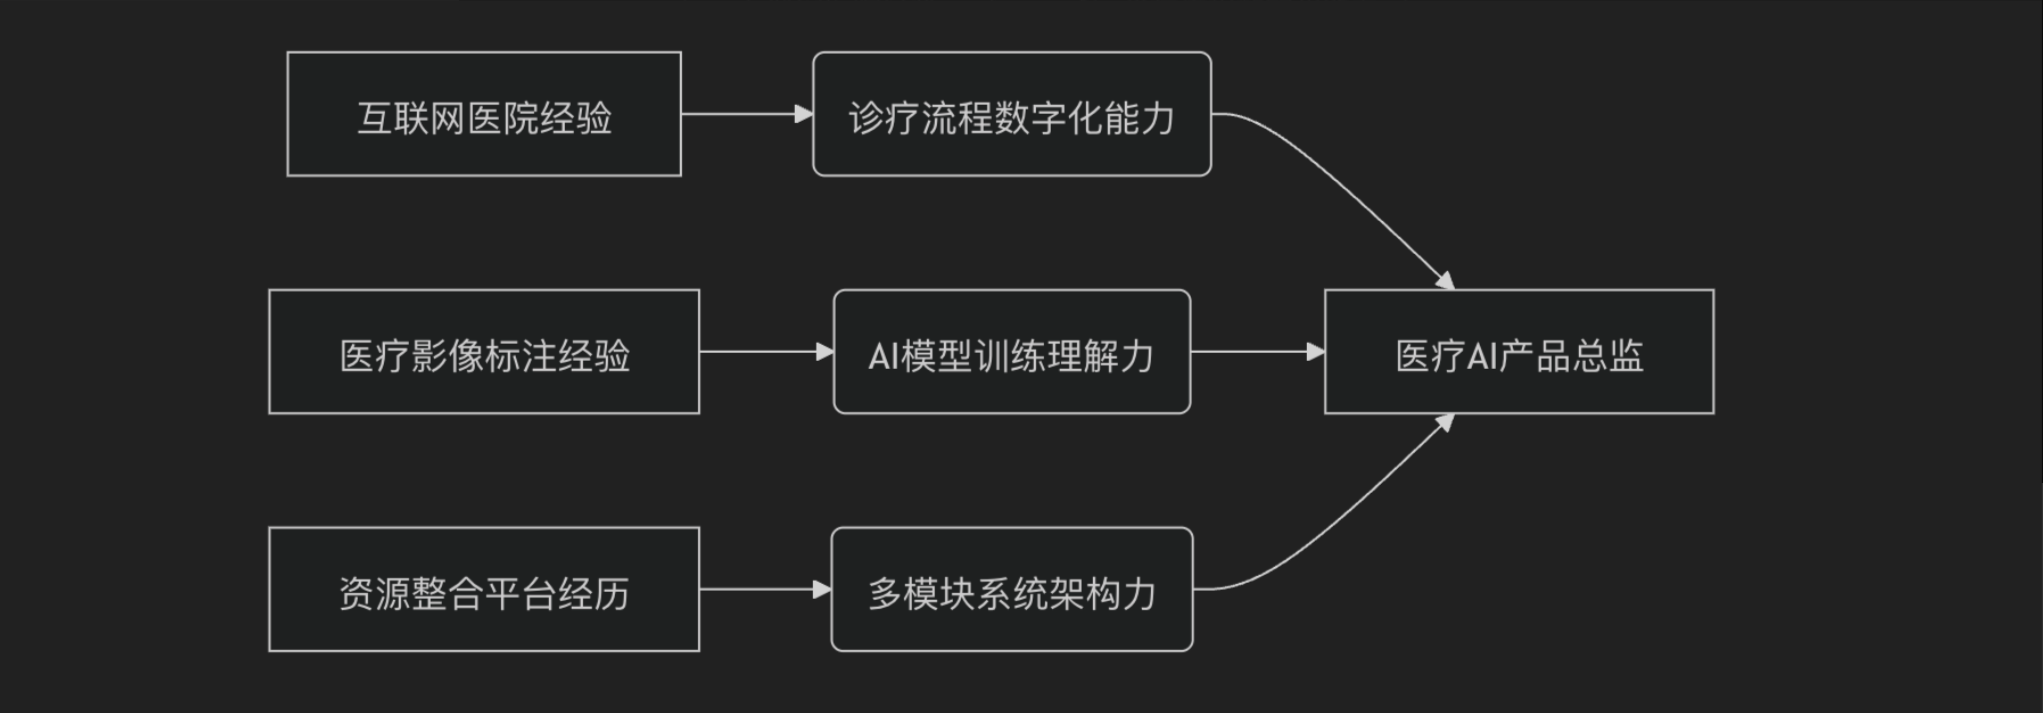 互联网医院经验
诊疗流程数字化能力
医疗影像标注经验
AI模型训练理解力
医疗AI产品总监
资源整合平台经历
多模块系统架构力